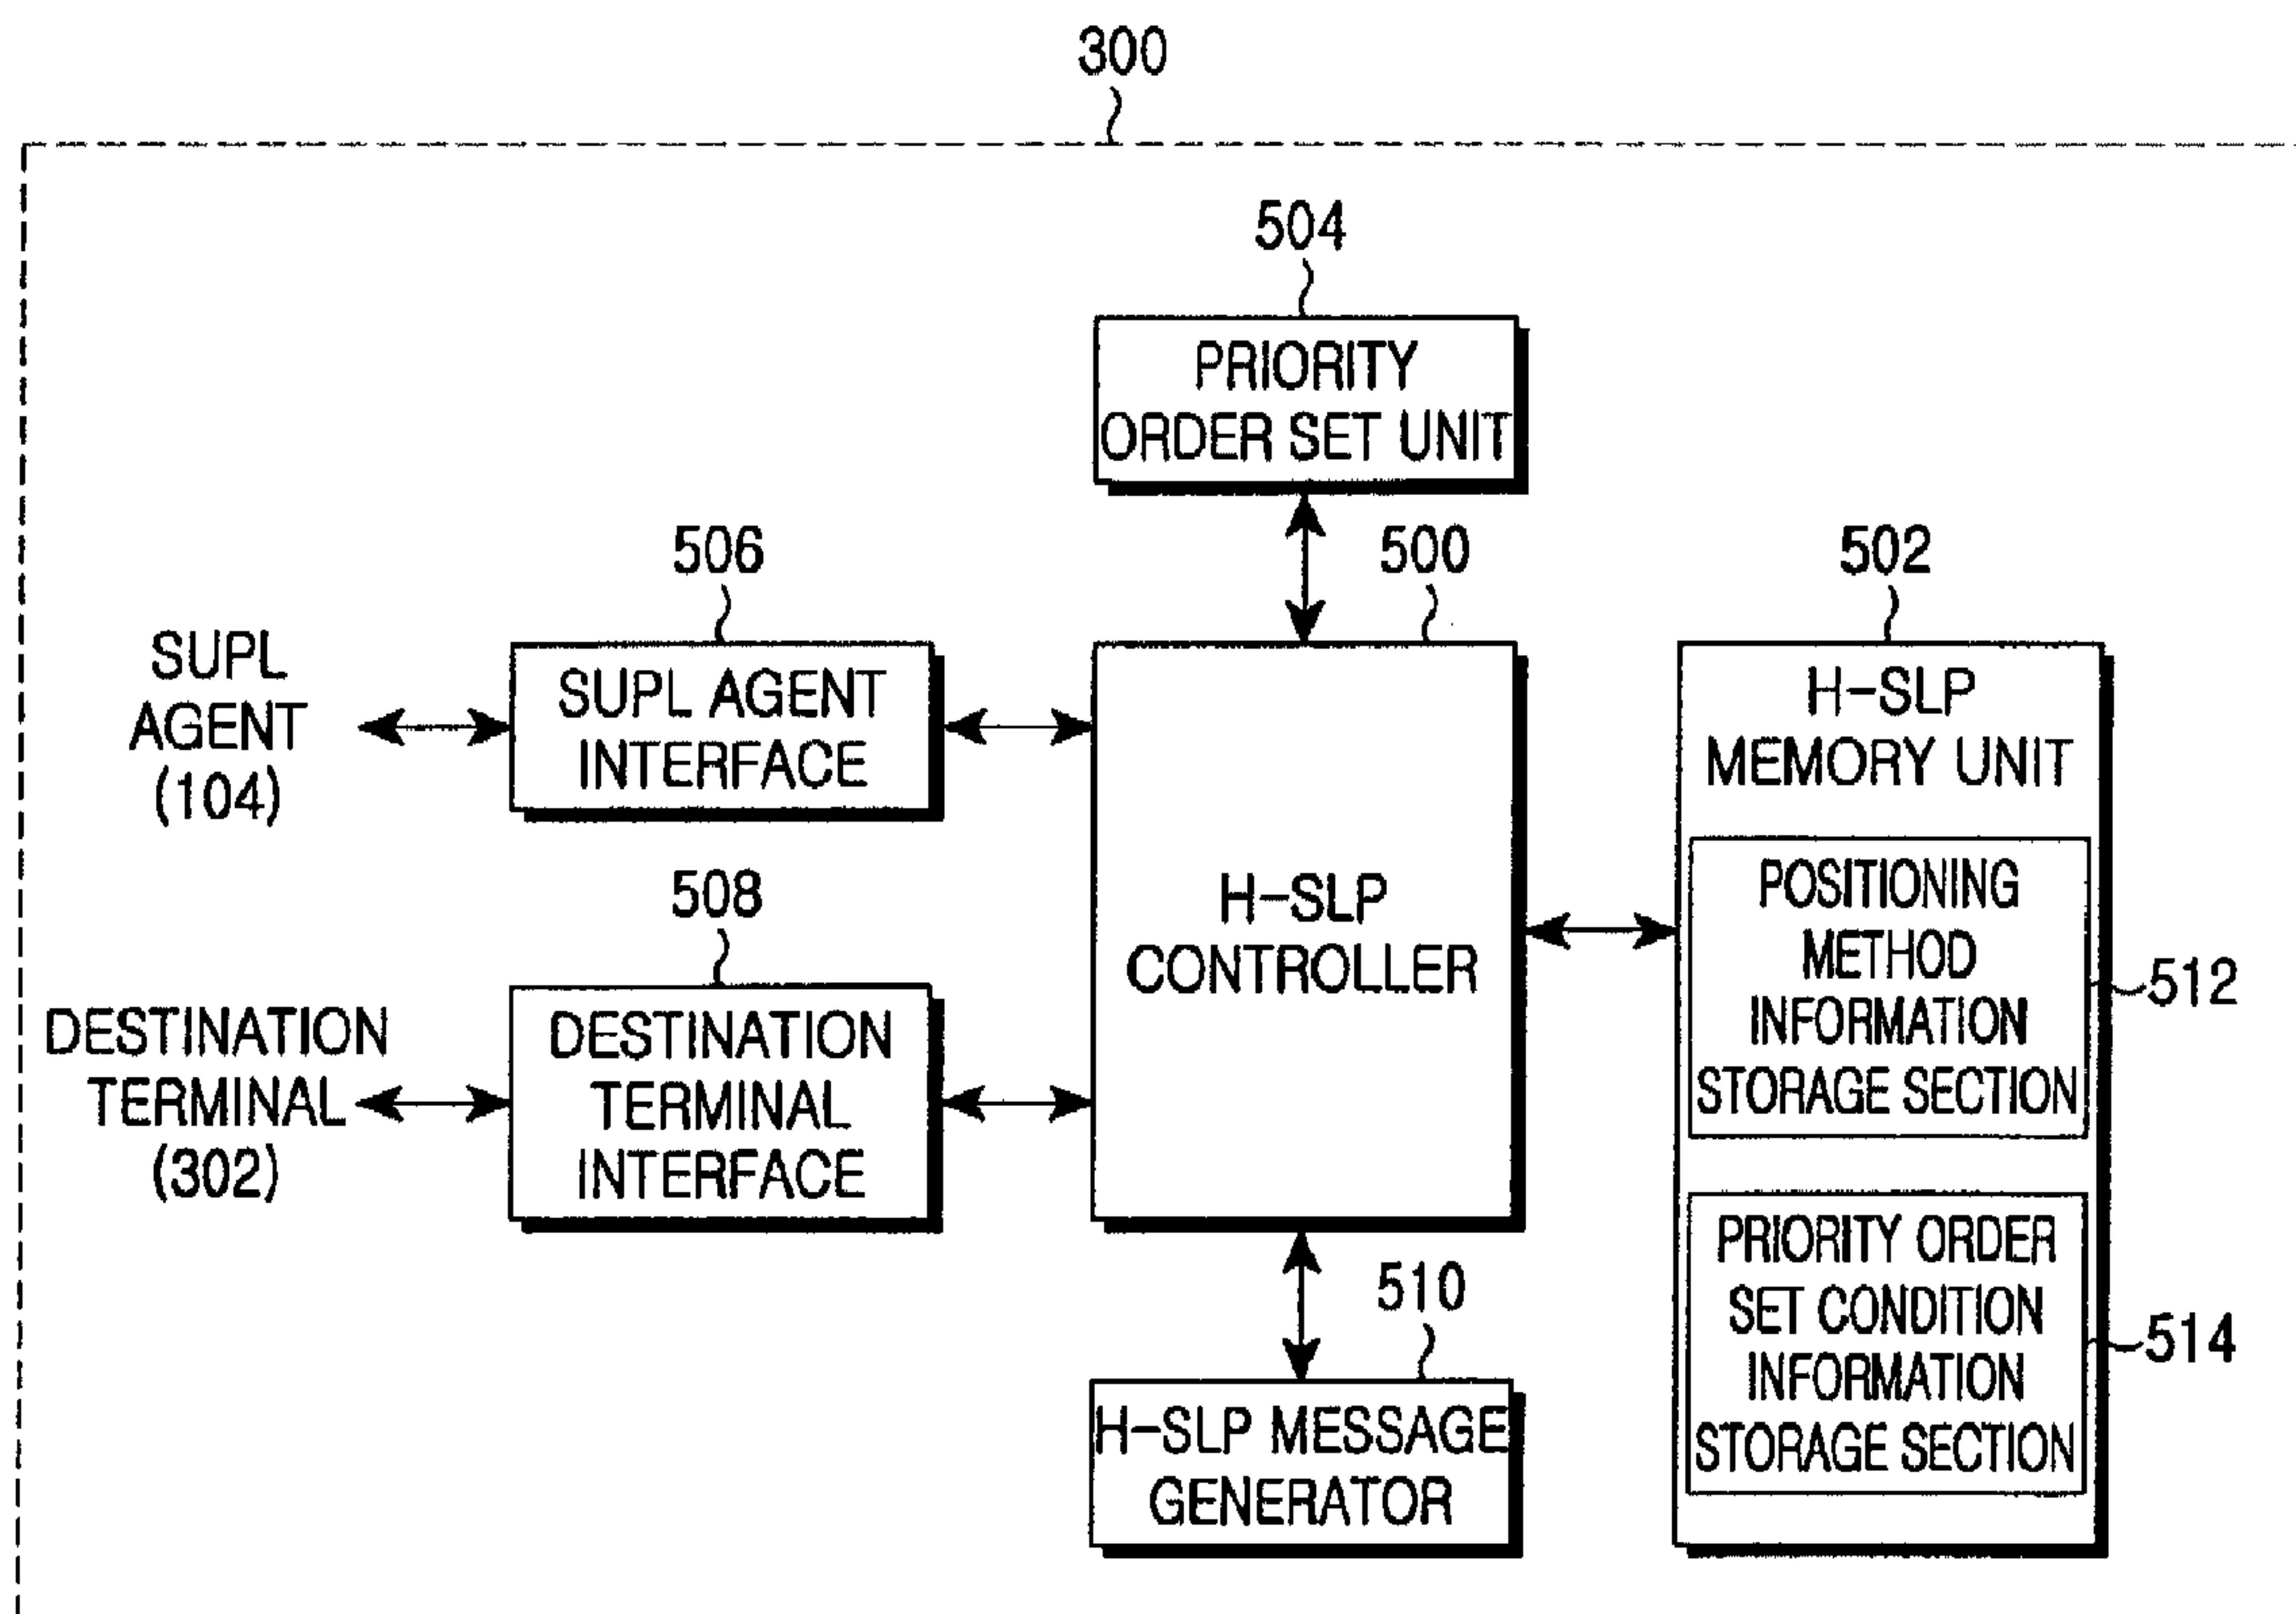 300
504
PRIORITY
ORDER SET UNIT
506
500
502
SUPL
AGENT
(104)
SUPL AGENT
INTERFACE
H-SLP
CONTROLLER
H-SLP
MEMORY UNIT
POSITIONING
METHOD
INFORMATION
STORAGE SECTION
512
508
DESTINATION
TERMINAL
(302)
DESTINATION
TERMINAL
INTERFACE
PRIORITY ORDER
SET CONDITION
INFORMATION
STORAGE SECTION
514
510
H-SLP MESSAGE
GENERATOR